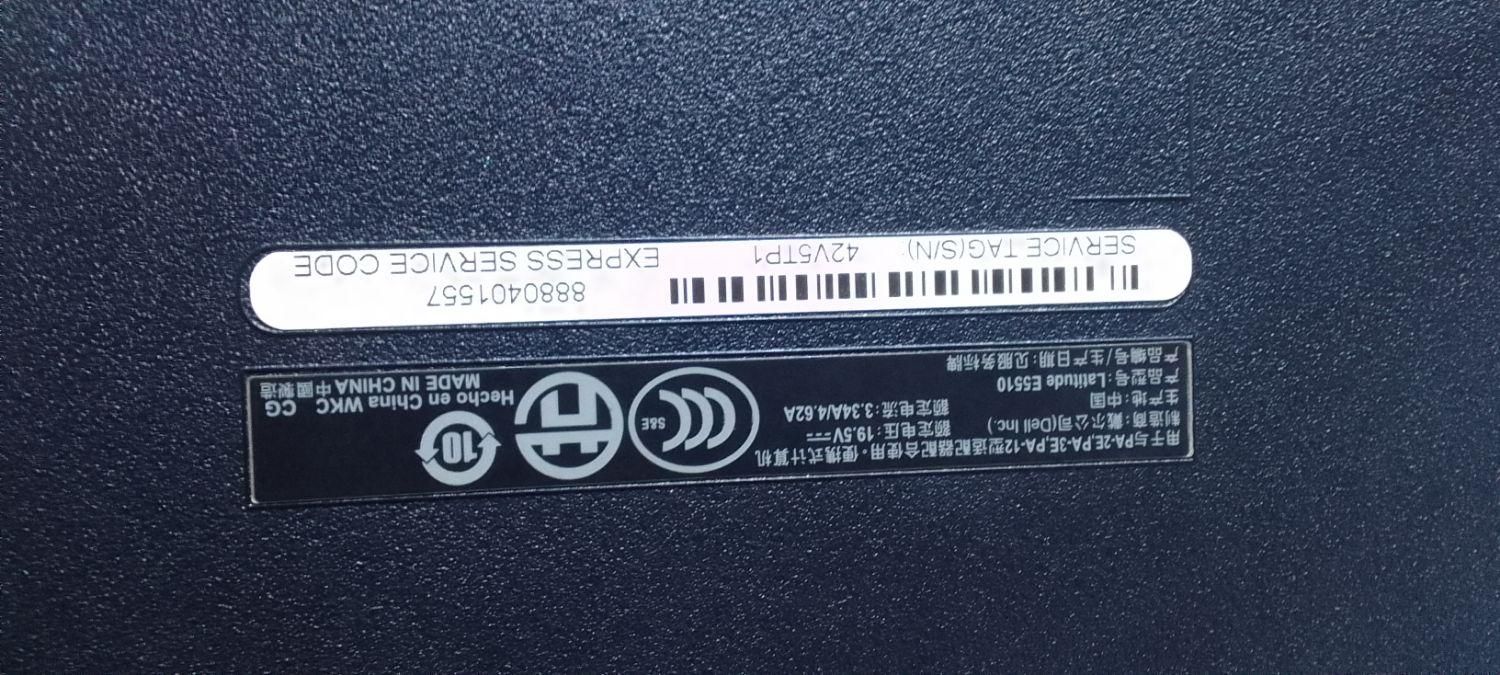 SERVICE TAG(S/N) 42V5TP1 EXPRESS SERVICE CODE
8880401557
用于与PA-2E,PA-3E,PA-12型适配器配合使用。便携式计算机
制造商:戴尔公司(Dell Inc.) 额定电压:19.5V
生产地:中国 额定电流:3.34A/4.62A
产品型号:Latitude E5510
产品编号/生产日期:见服务标牌
S&E
10
Hecho en China WKC CG
MADE IN CHINA 中國製造